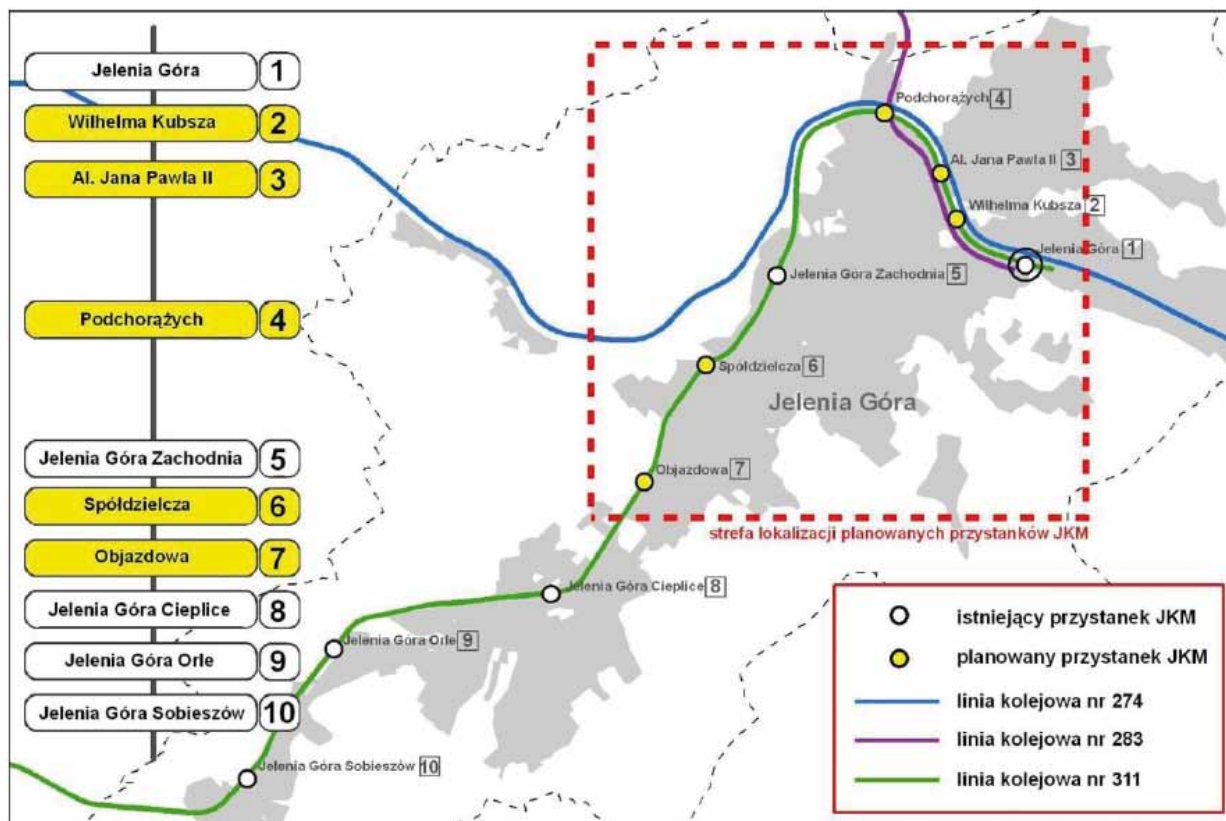 Jelenia Góra 1
Wilhelma Kubsza 2
Al. Jana Pawła II 3
Podchorążych 4
Jelenia Góra Zachodnia 5
Spółdzielcza 6
Objazdowa 7
Jelenia Góra Cieplice 8
Jelenia Góra Orle 9
Jelenia Góra Sobieszów 10
Podchorążych 4
Al. Jana Pawła II 3
Wilhelma Kubsza 2
Jelenia Góra 1
Jelenia Góra Zachodnia 5
Spółdzielcza 6
Jelenia Góra
Objazdowa 7
strefa lokalizacji planowanych przystanków JKM
Jelenia Góra Cieplice 8
Jelenia Góra Orle 9
Jelenia Góra Sobieszów 10
istniejący przystanek JKM
planowany przystanek JKM
linia kolejowa nr 274
linia kolejowa nr 283
linia kolejowa nr 311